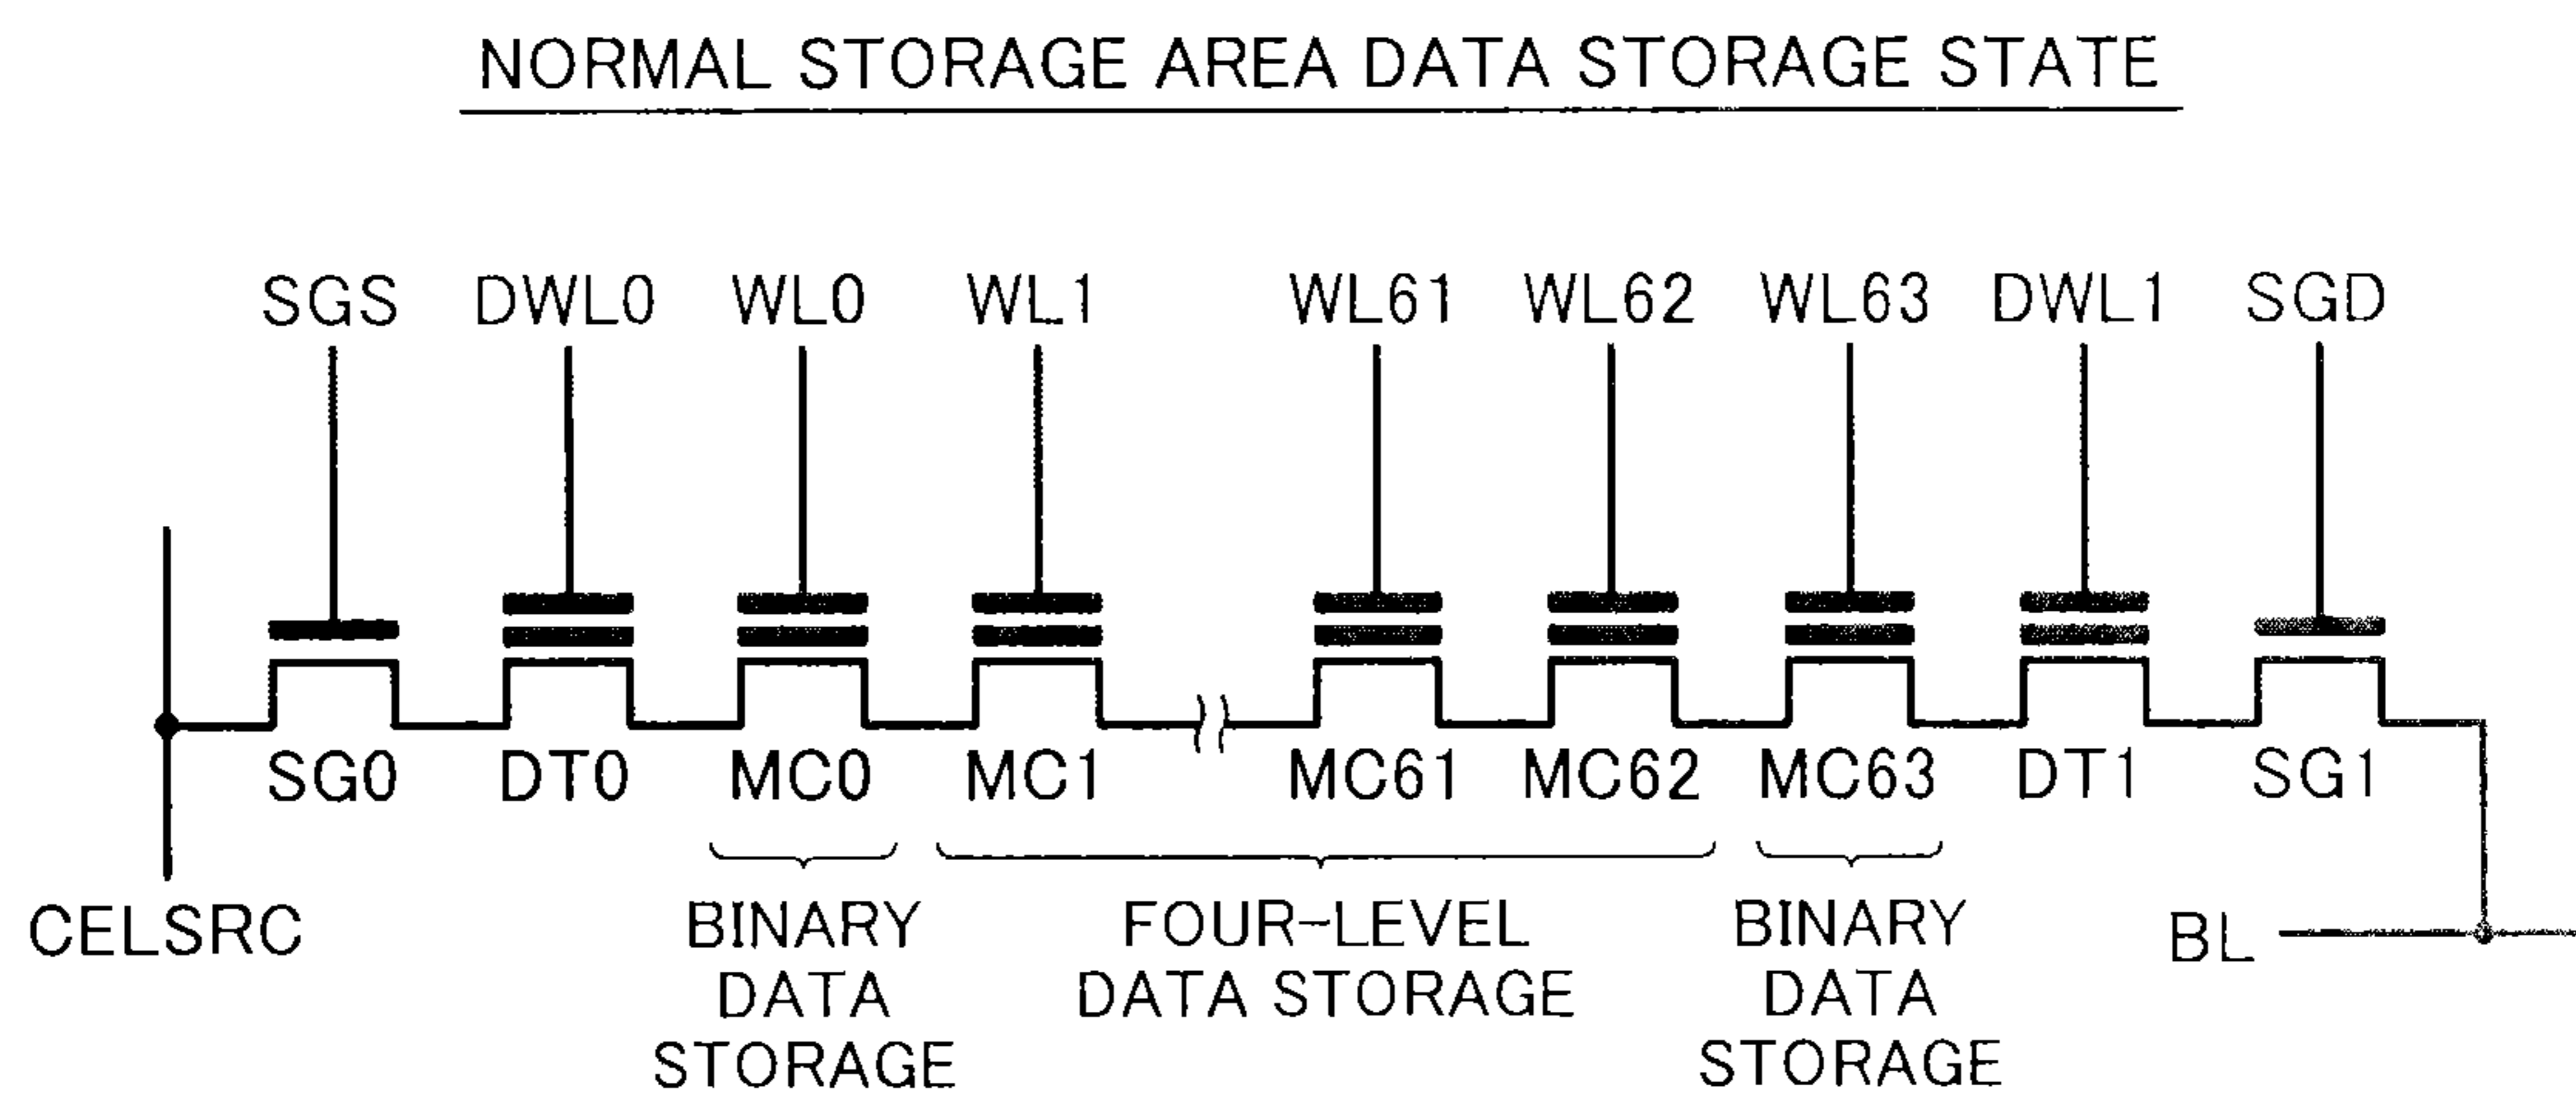 NORMAL STORAGE AREA DATA STORAGE STATE
SGS DWL0 WL0 WL1 WL61 WL62 WL63 DWL1 SGD
SG0 DT0 MC0 MC1 MC61 MC62 MC63 DT1 SG1
CELSRC
BINARY
DATA
STORAGE
FOUR-LEVEL
DATA STORAGE
BINARY
DATA
STORAGE
BL